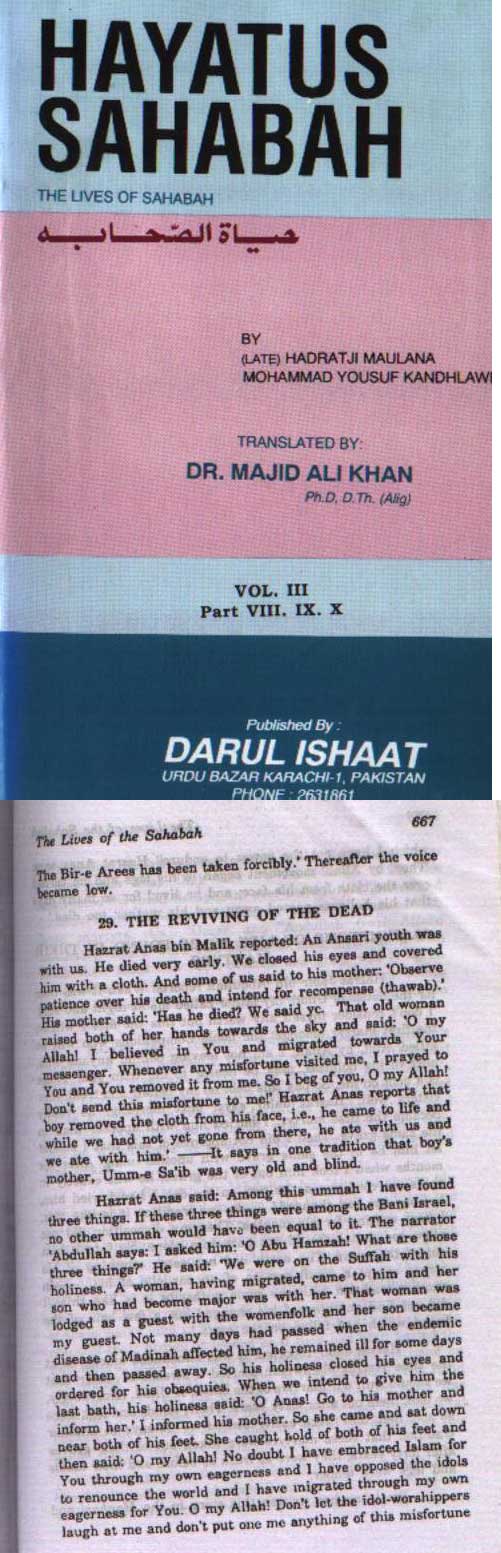 HAYATUS
SAHABAH
THE LIVES OF SAHABAH
حيـاة الصّحـابـه
BY
(LATE) HADRATJI MAULANA
MOHAMMAD YOUSUF KANDHLAWI
TRANSLATED BY:
DR. MAJID ALI KHAN
Ph.D, D.Th. (Alig)
VOL. III
Part VIII. IX. X
Published By :
DARUL ISHAAT
URDU BAZAR KARACHI-1, PAKISTAN
PHONE : 2631861
The Lives of the Sahabah 667
The Bir-e Arees has been taken forcibly.' Thereafter the voice
became low.
29. THE REVIVING OF THE DEAD
Hazrat Anas bin Malik reported: An Ansari youth was
with us. He died very early. We closed his eyes and covered
him with a cloth. And some of us said to his mother: 'Observe
patience over his death and intend for recompense (thawab).'
His mother said: 'Has he died? We said yc. That old woman
raised both of her hands towards the sky and said: 'O my
Allah! I believed in You and migrated towards Your
messenger. Whenever any misfortune visited me, I prayed to
You and You removed it from me. So I beg of you, O my Allah!
Don't send this misfortune to me!' Hazrat Anas reports that
boy removed the cloth from his face, i.e., he came to life and
while we had not yet gone from there, he ate with us and
we ate with him.' ——It says in one tradition that boy's
mother, Umm-e Sa'ib was very old and blind.
Hazrat Anas said: Among this ummah I have found
three things. If these three things were among the Bani Israel,
no other ummah would have been equal to it. The narrator
'Abdullah says: I asked him: 'O Abu Hamzah! What are those
three things?' He said: 'We were on the Suffah with his
holiness. A woman, having migrated, came to him and her
son who had become major was with her. That woman was
lodged as a guest with the womenfolk and her son became
my guest. Not many days had passed when the endemic
disease of Madinah affected him, he remained ill for some days
and then passed away. So his holiness closed his eyes and
ordered for his obsequies. When we intend to give him the
last bath, his holiness said: 'O Anas! Go to his mother and
inform her.' I informed his mother. So she came and sat down
near both of his feet. She caught hold of both of his feet and
then said: 'O my Allah! No doubt I have embraced Islam for
You through my own eagerness and I have opposed the idols
to renounce the world and I have migrated through my own
eagerness for You. O my Allah! Don't let the idol-worshippers
laugh at me and don't put one me anything of this misfortune